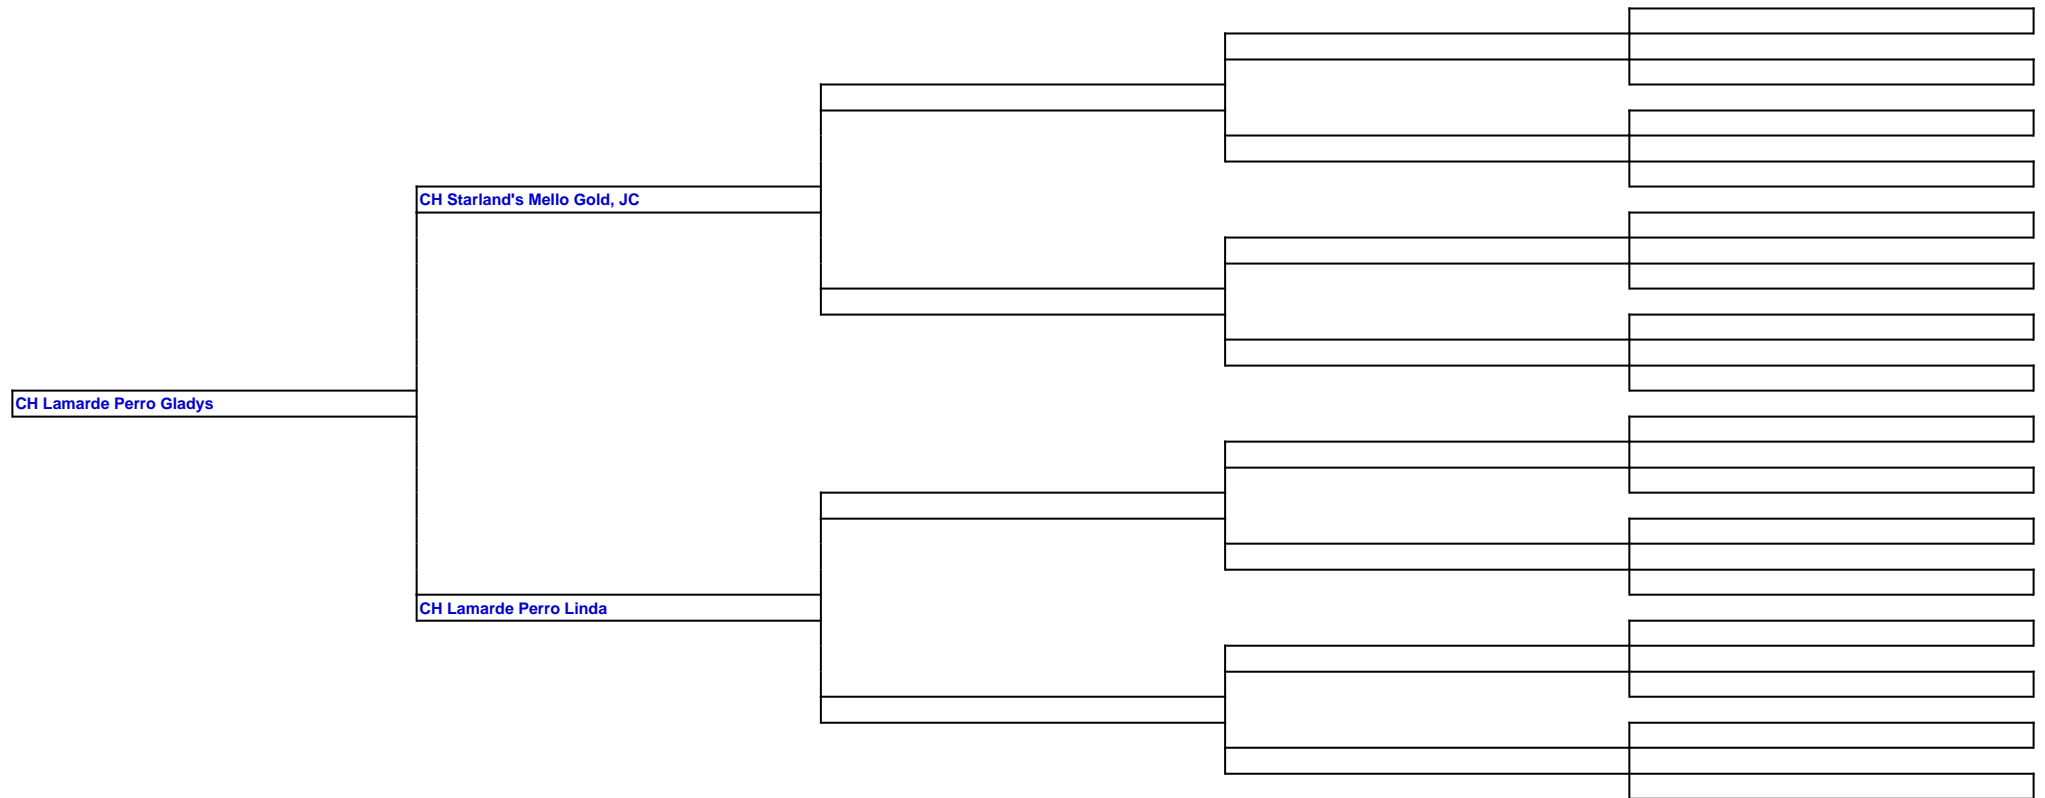 CH Starland's Mello Gold, JC
CH Lamarde Perro Gladys
CH Lamarde Perro Linda